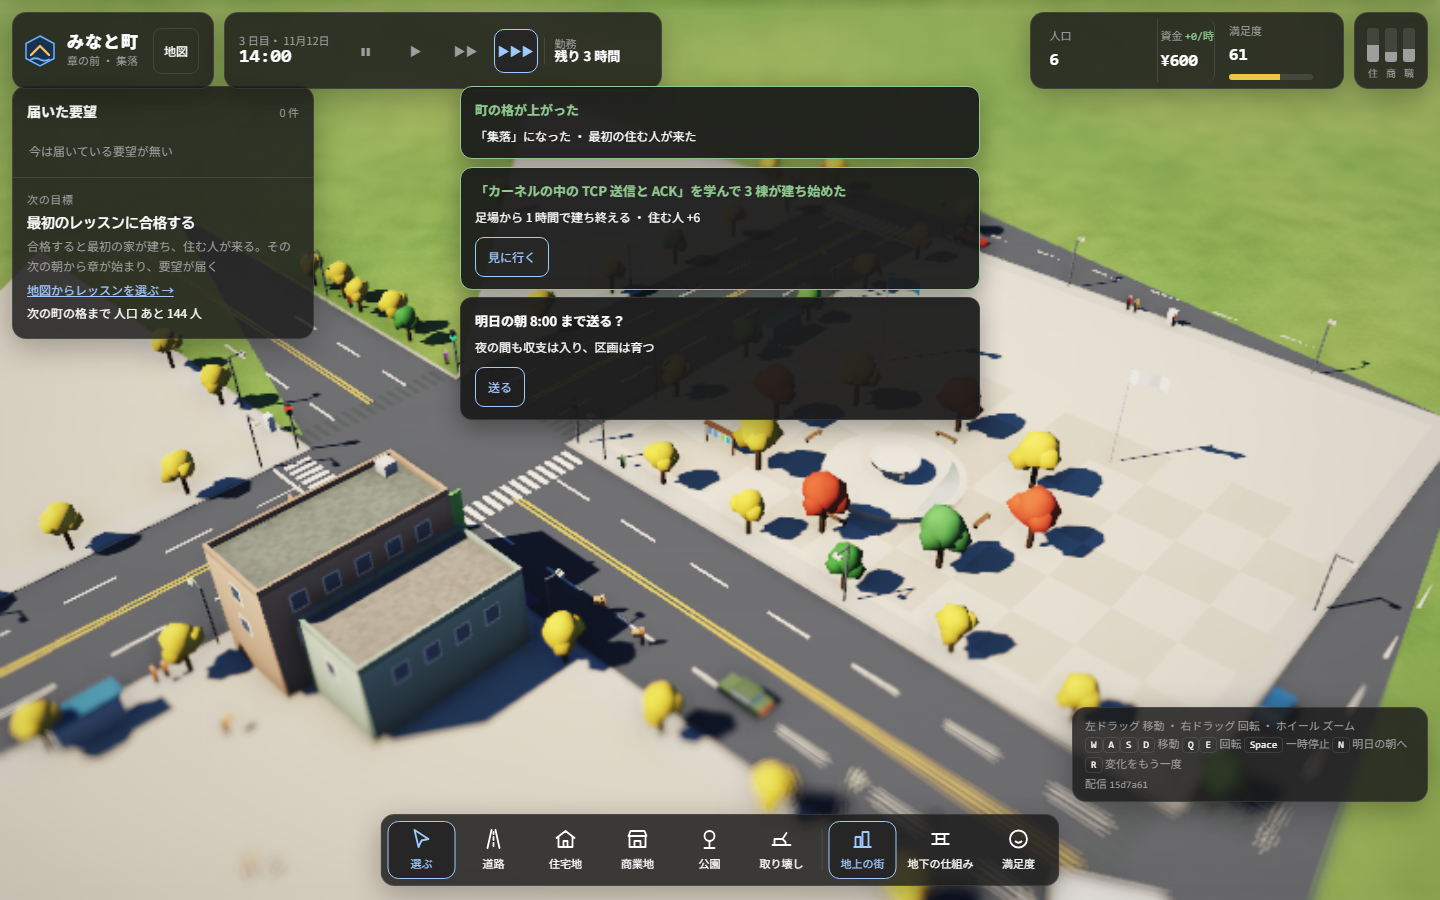 みなと町
章の前・集落
地図
3日目・11月12日
14:00
勤務
残り3時間
人口
6
資金 +0/時
¥600
満足度
61
住 商 職
届いた要望
0件
今は届いている要望が無い
次の目標
最初のレッスンに合格する
合格すると最初の家が建ち、住む人が来る。その
次の朝から章が始まり、要望が届く
地図からレッスンを選ぶ→
次の町の格まで 人口 あと 144 人
町の格が上がった
「集落」になった・最初の住む人が来た
「カーネルの中の TCP 送信と ACK」を学んで 3 棟が建ち始めた
足場から1時間で建ち終える・住む人 +6
見に行く
明日の朝 8:00 まで送る？
夜の間も収支は入り、区画は育つ
送る
左ドラッグ 移動・右ドラッグ 回転・ホイール ズーム
W A S D 移動 Q E 回転 Space 一時停止 N 明日の朝へ
R 変化をもう一度
配信 15d7a61
選ぶ
道路
住宅地
商業地
公園
取り壊し
地上の街
地下の仕組み
満足度